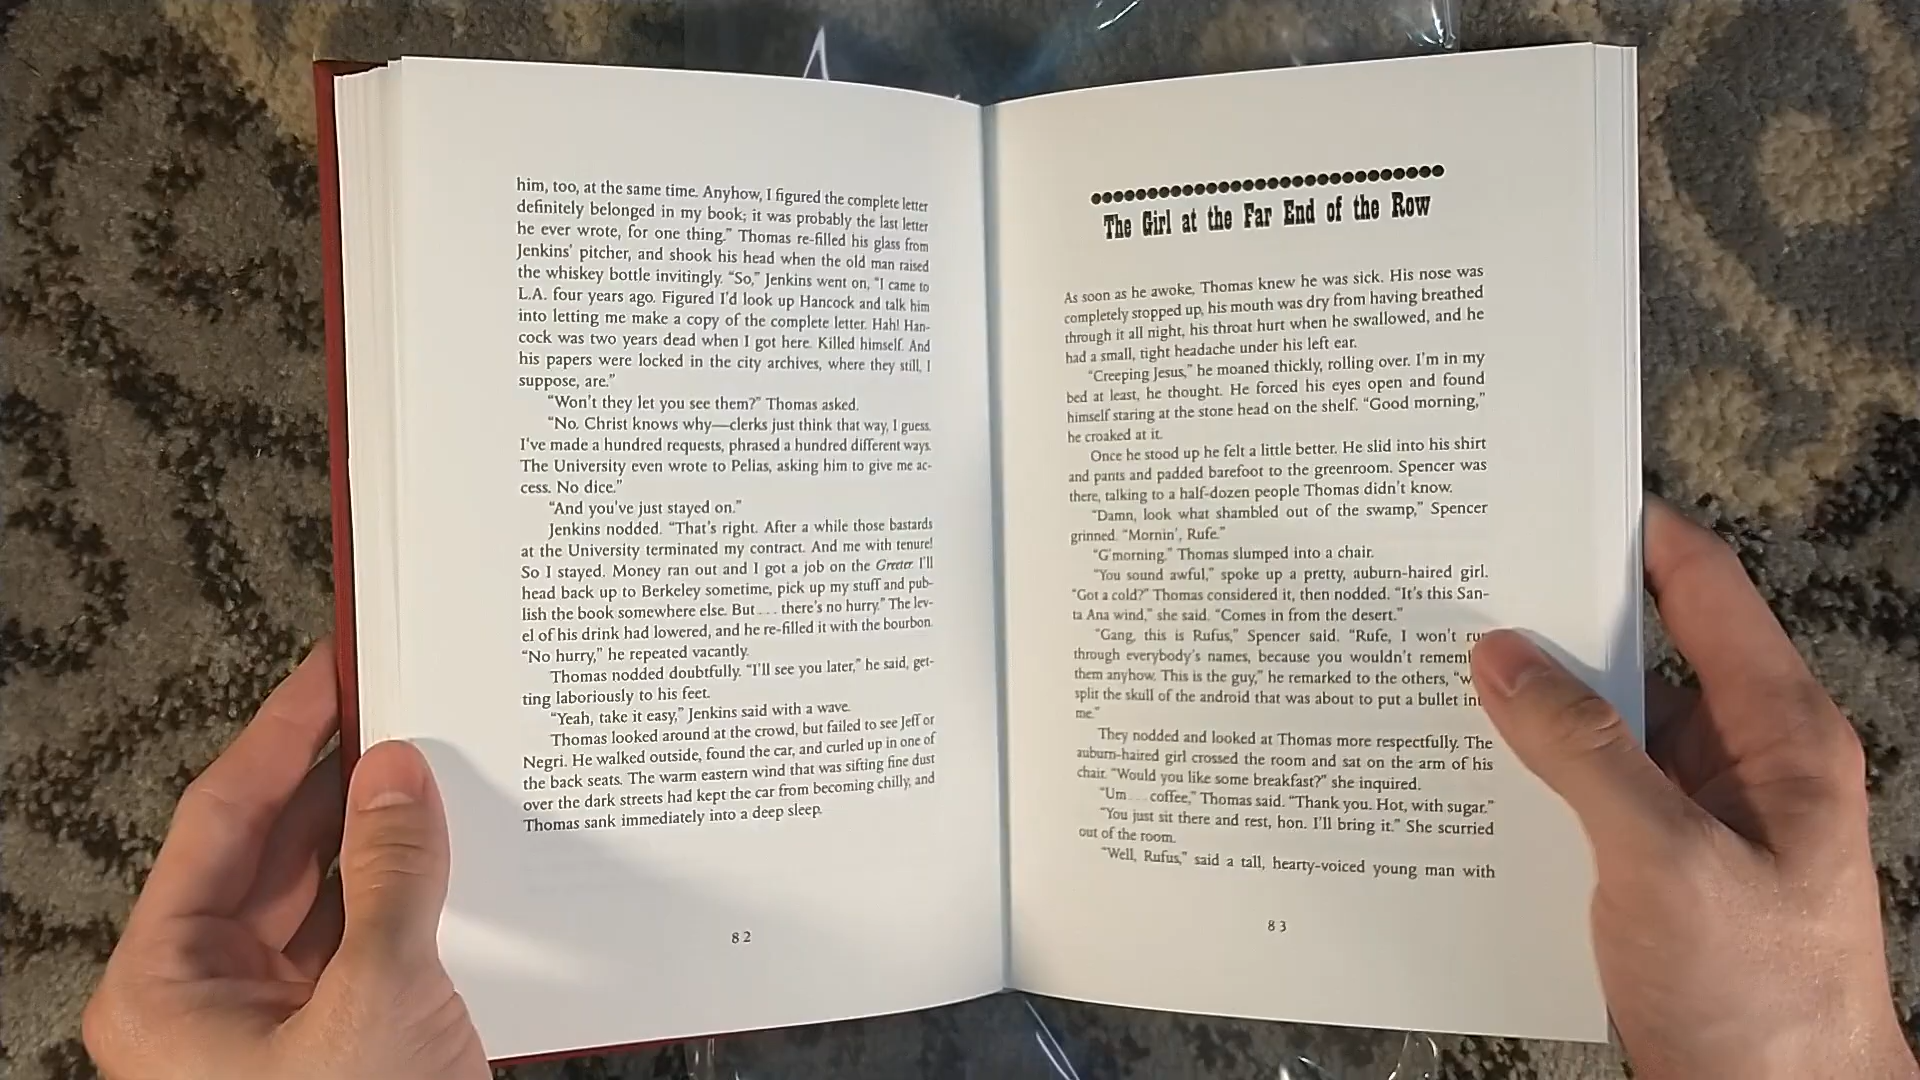 him, too, at the same time. Anyhow, I figured the complete letter
definitely belonged in my book; it was probably the last letter
he ever wrote, for one thing.” Thomas re-filled his glass from
Jenkins’ pitcher, and shook his head when the old man raised
the whiskey bottle invitingly. “So,” Jenkins went on, “I came to
L.A. four years ago. Figured I’d look up Hancock and talk him
into letting me make a copy of the complete letter. Hah! Han-
cock was two years dead when I got here. Killed himself. And
his papers were locked in the city archives, where they still, I
suppose, are.”
“Won’t they let you see them?” Thomas asked.
“No. Christ knows why—clerks just think that way, I guess.
I’ve made a hundred requests, phrased a hundred different ways.
The University even wrote to Pelias, asking him to give me ac-
cess. No dice.”
“And you’ve just stayed on.”
Jenkins nodded. “That’s right. After a while those bastards
at the University terminated my contract. And me with tenure!
So I stayed. Money ran out and I got a job on the Greeter. I’ll
head back up to Berkeley sometime, pick up my stuff and pub-
lish the book somewhere else. But . . . there’s no hurry.” The lev-
el of his drink had lowered, and he re-filled it with the bourbon.
“No hurry,” he repeated vacantly.
Thomas nodded doubtfully. “I’ll see you later,” he said, get-
ting laboriously to his feet.
“Yeah, take it easy,” Jenkins said with a wave.
Thomas looked around at the crowd, but failed to see Jeff or
Negri. He walked outside, found the car, and curled up in one of
the back seats. The warm eastern wind that was sifting fine dust
over the dark streets had kept the car from becoming chilly, and
Thomas sank immediately into a deep sleep.
82
The Girl at the Far End of the Row
As soon as he awoke, Thomas knew he was sick. His nose was
completely stopped up, his mouth was dry from having breathed
through it all night, his throat hurt when he swallowed, and he
had a small, tight headache under his left ear.
“Creeping Jesus,” he moaned thickly, rolling over. I’m in my
bed at least, he thought. He forced his eyes open and found
himself staring at the stone head on the shelf. “Good morning,”
he croaked at it.
Once he stood up he felt a little better. He slid into his shirt
and pants and padded barefoot to the greenroom. Spencer was
there, talking to a half-dozen people Thomas didn’t know.
“Damn, look what shambled out of the swamp,” Spencer
grinned. “Mornin’, Rufe.”
“G’morning.” Thomas slumped into a chair.
“You sound awful,” spoke up a pretty, auburn-haired girl.
“Got a cold?” Thomas considered it, then nodded. “It’s this San-
ta Ana wind,” she said. “Comes in from the desert.”
“Gang, this is Rufus,” Spencer said. “Rufe, I won’t
through everybody’s names, because you wouldn’t
them anyhow. This is the guy,” he remarked to the others,
split the skull of the android that was about to put a bullet
me.”
They nodded and looked at Thomas more respectfully. The
auburn-haired girl crossed the room and sat on the arm of his
chair. “Would you like some breakfast?” she inquired.
“Um . . . coffee,” Thomas said. “Thank you. Hot, with sugar.”
“You just sit there and rest, hon. I’ll bring it.” She scurried
out of the room.
“Well, Rufus,” said a tall, hearty-voiced young man with
83